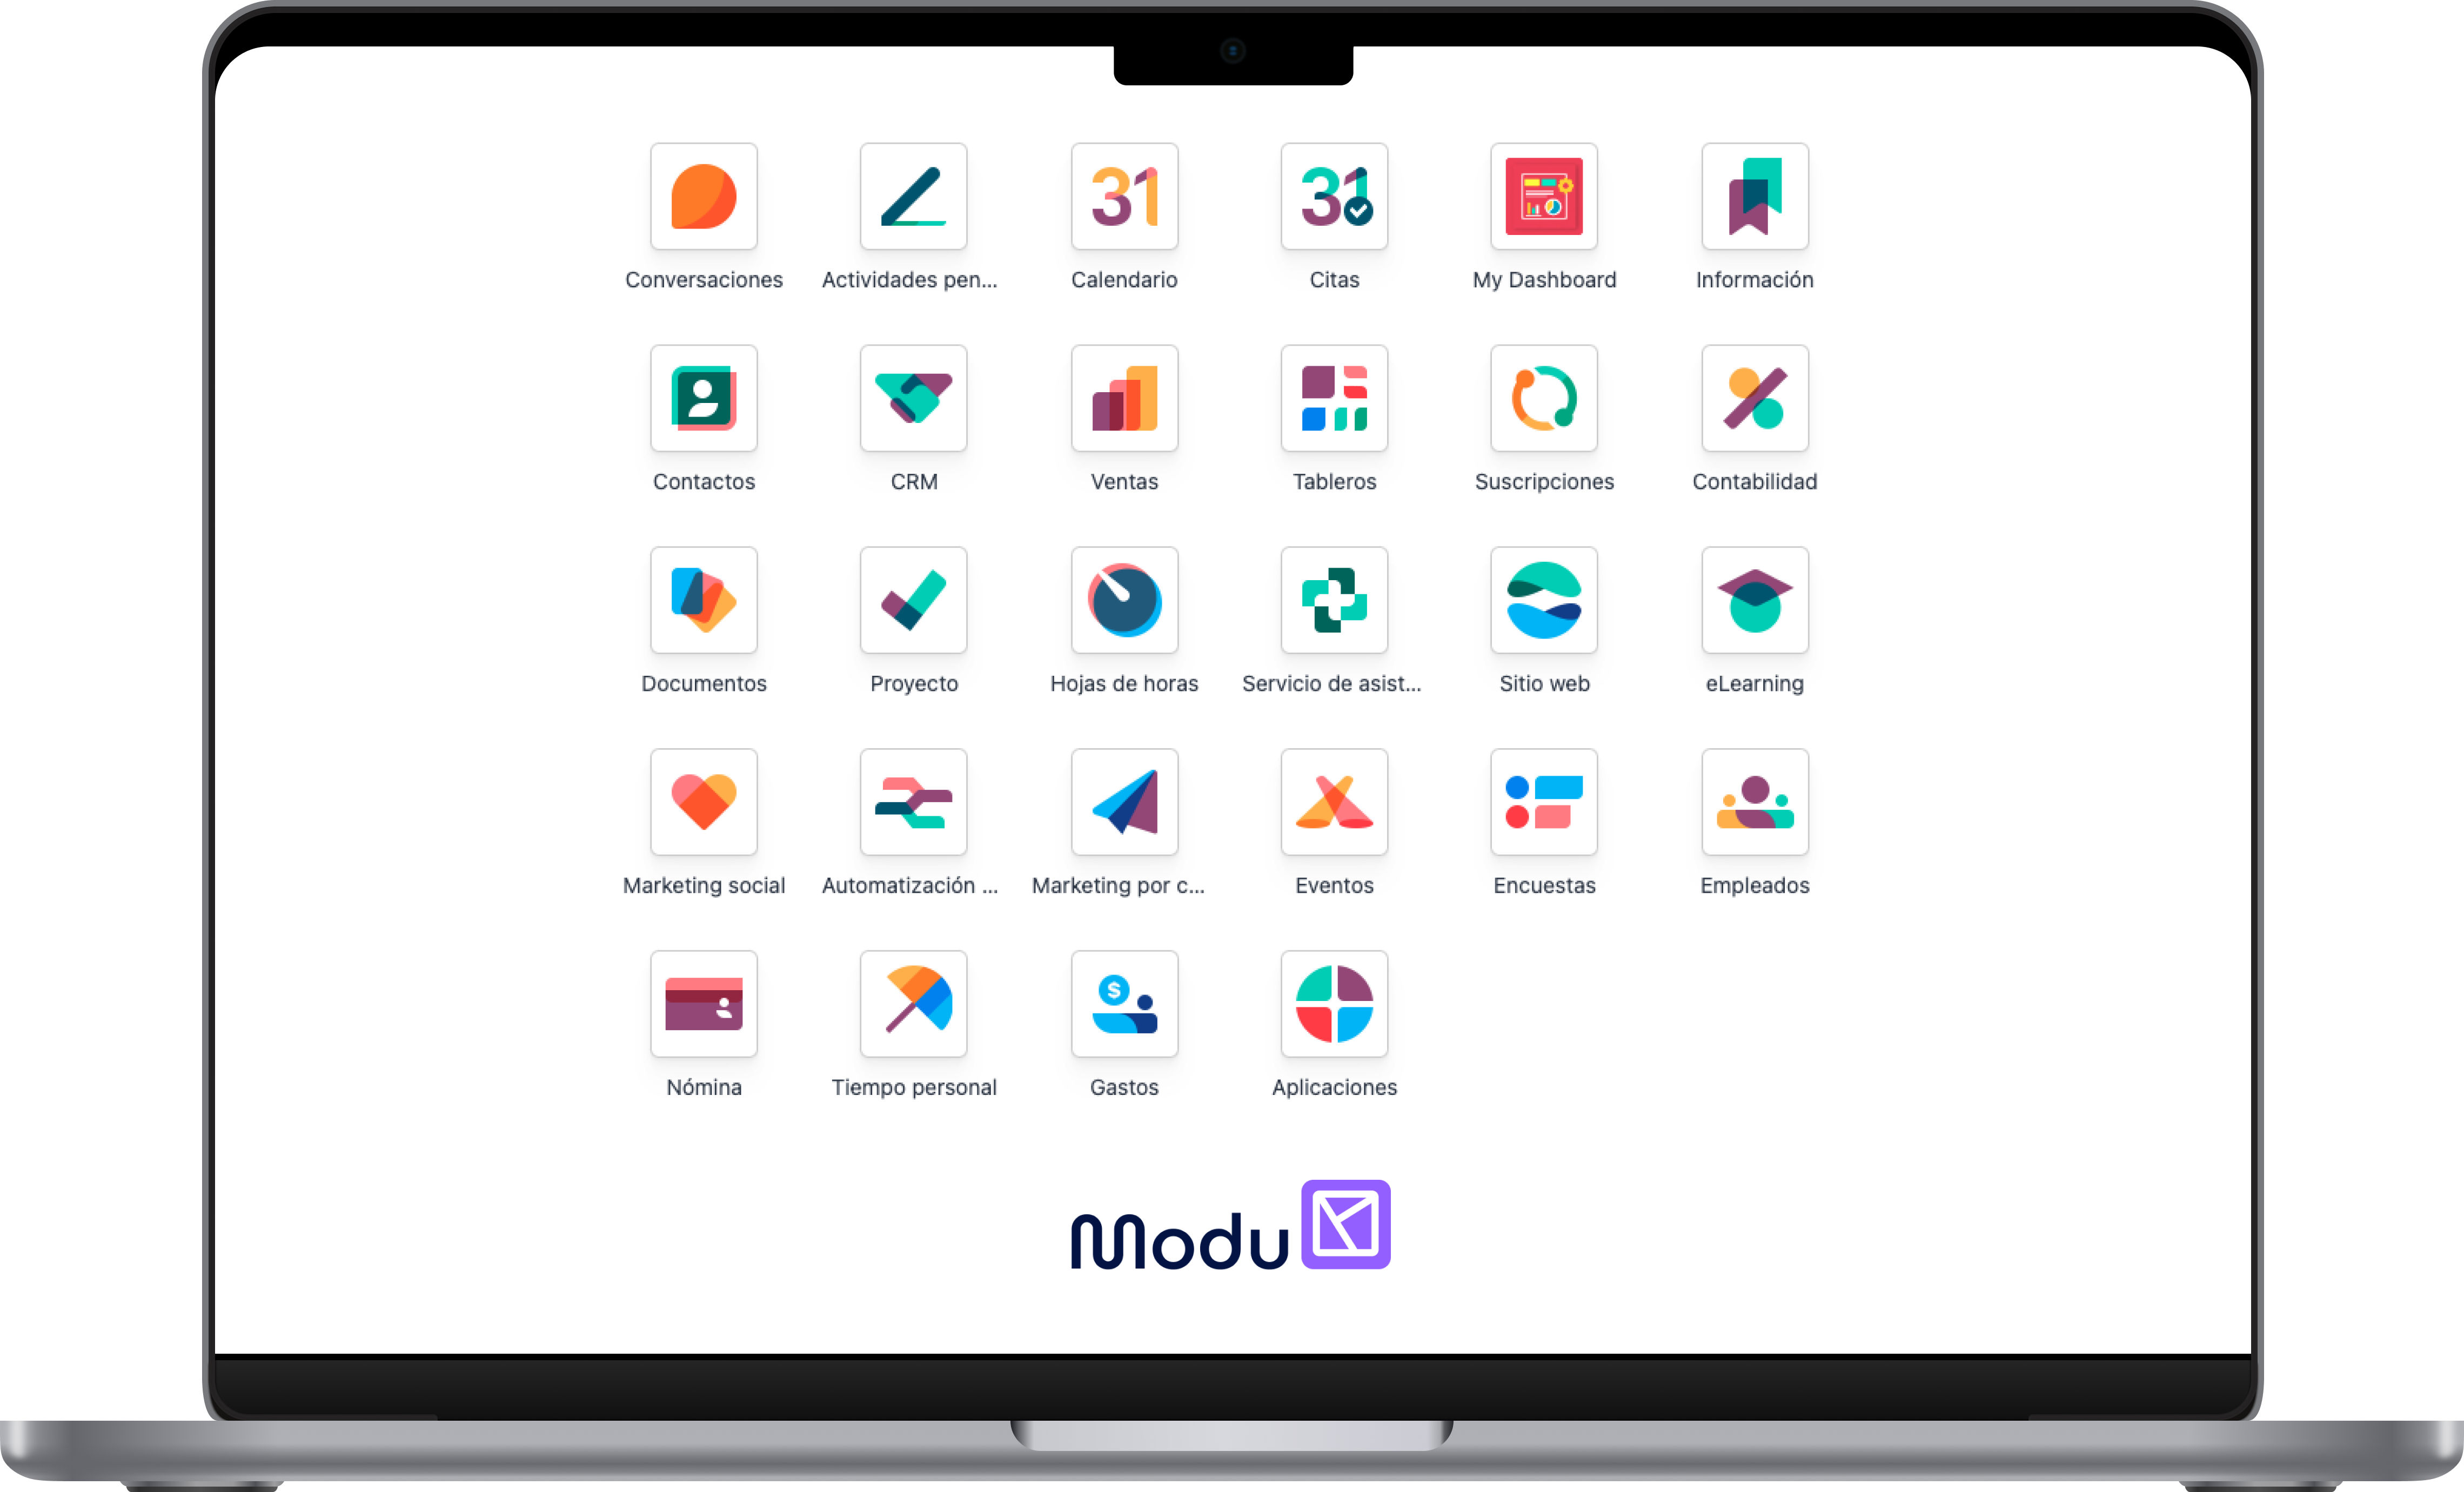 31
31
Conversaciones
Actividades pen...
Calendario
Citas
My Dashboard
Información
Contactos
CRM
Ventas
Tableros
Suscripciones
Contabilidad
Documentos
Proyecto
Hojas de horas
Servicio de asist...
Sitio web
eLearning
Marketing social
Automatización ...
Marketing por c...
Eventos
Encuestas
Empleados
$
Nómina
Tiempo personal
Gastos
Aplicaciones
Modu